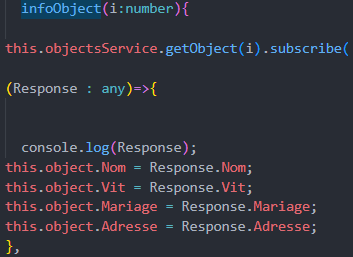 infoObject(i:number){
this.objectsService.getObject(i).subscribe(
(Response : any)=>{
console.log(Response);
this.object.Nom = Response.Nom;
this.object.Vit = Response.Vit;
this.object.Mariage = Response.Mariage;
this.object.Adresse = Response.Adresse;
},